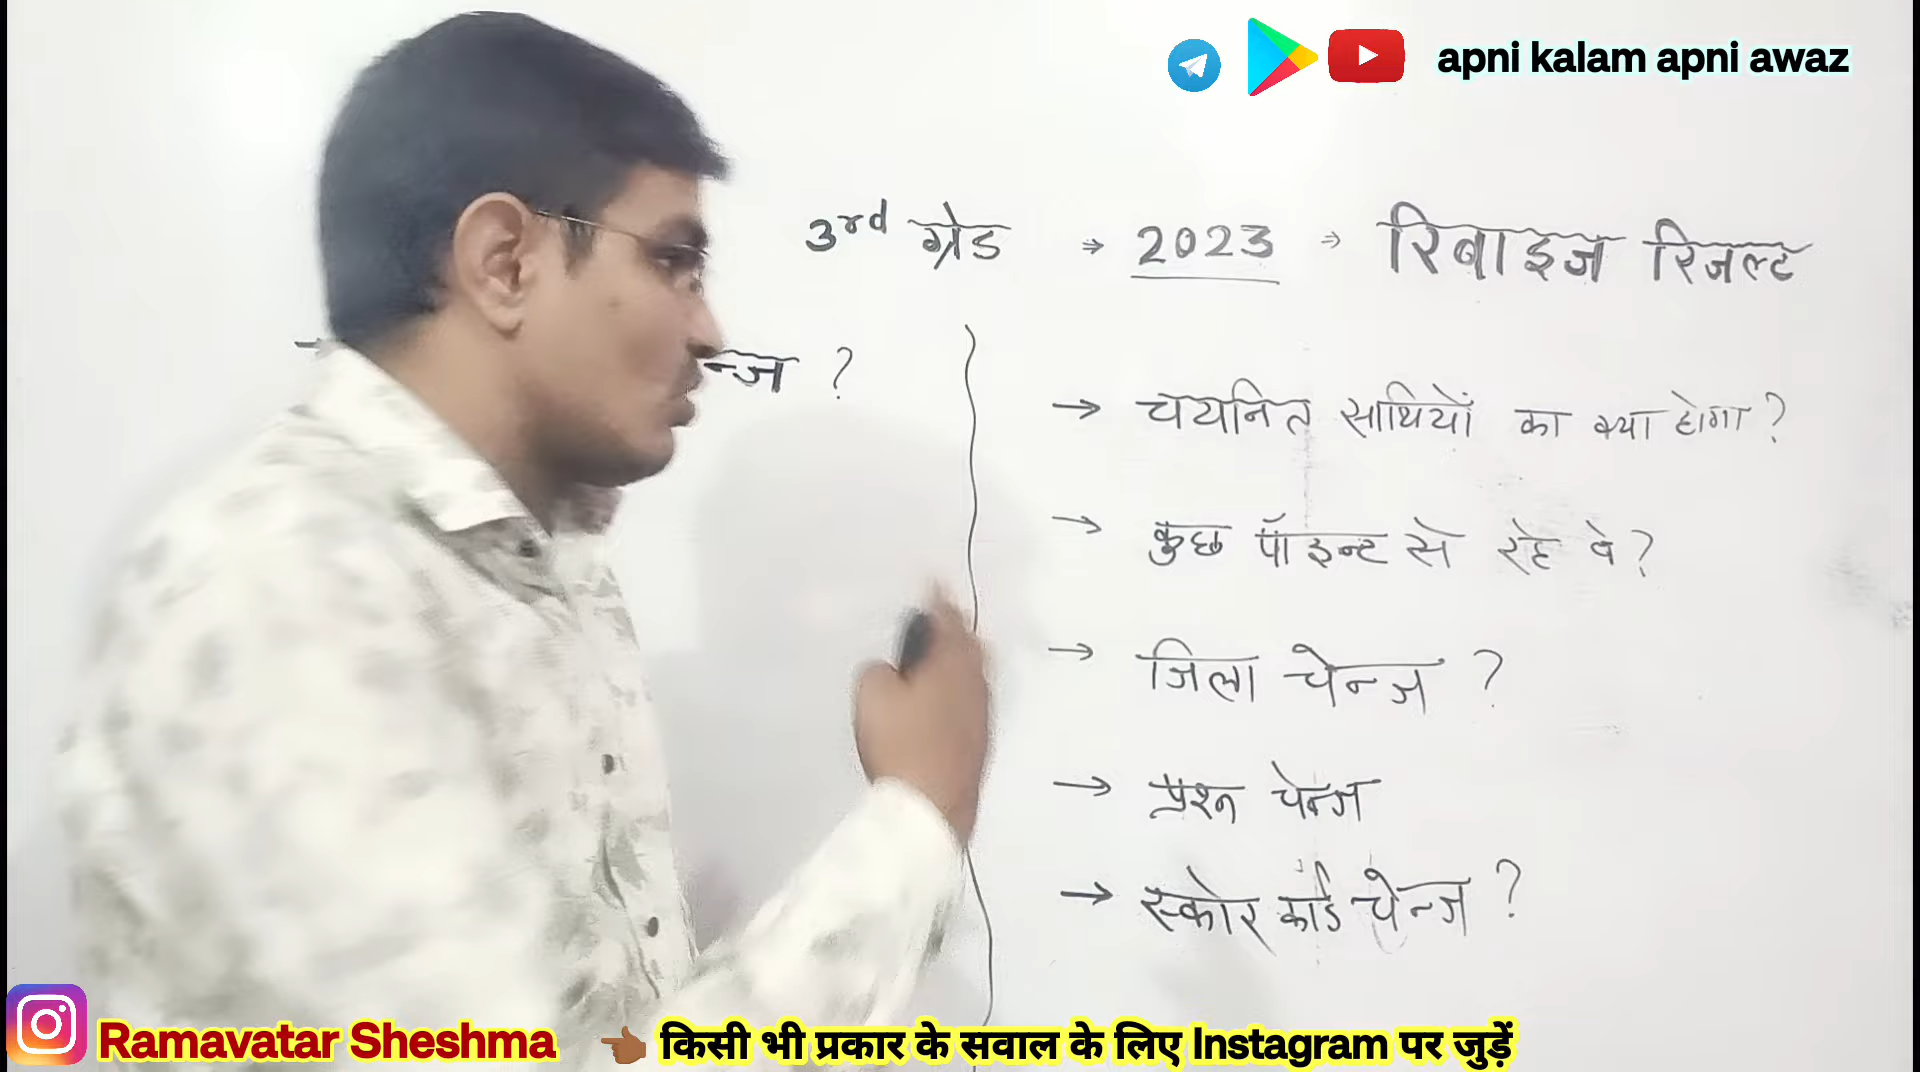 apni kalam apni awaz
3rd ग्रेड → 2023 → रिवाइज रिजल्ट
न्ज ?
→ चयनित साथियों का क्या होगा ?
→ कुछ पॉइन्ट से रहे वे ?
→ जिला चेन्ज ?
→ प्रश्न चेन्ज
→ स्कोर कार्ड चेन्ज ?
Ramavatar Sheshma किसी भी प्रकार के सवाल के लिए Instagram पर जुड़ें